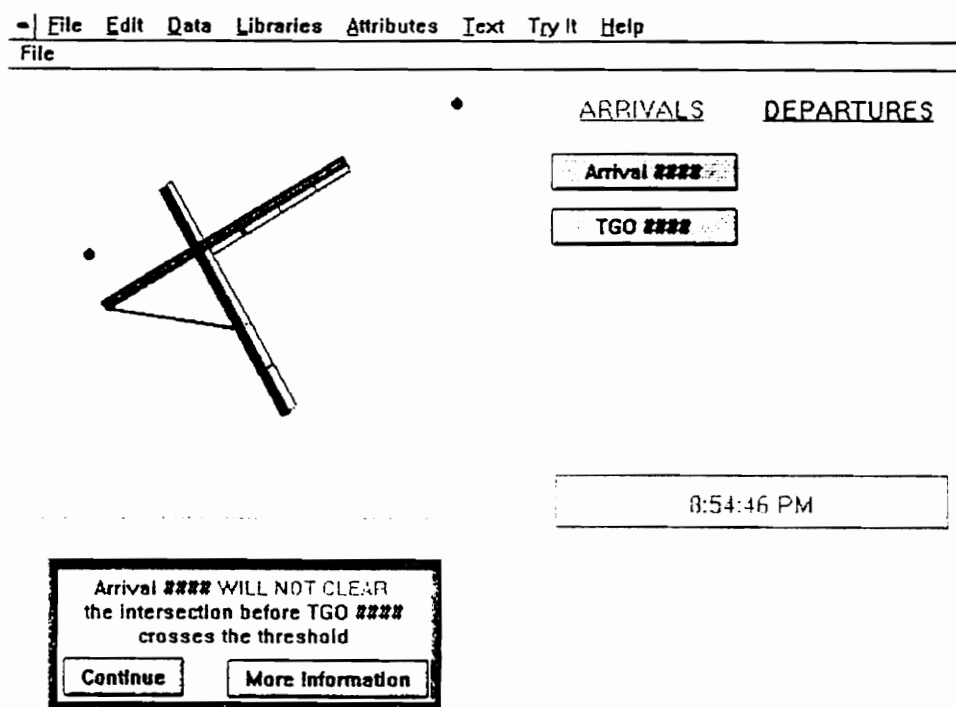 File Edit Data Libraries Attributes Text Try It Help
File
ARRIVALS DEPARTURES
Arrival ####
TGO ####
8:54:46 PM
Arrival #### WILL NOT CLEAR
the intersection before TGO ####
crosses the threshold
Continue More Information